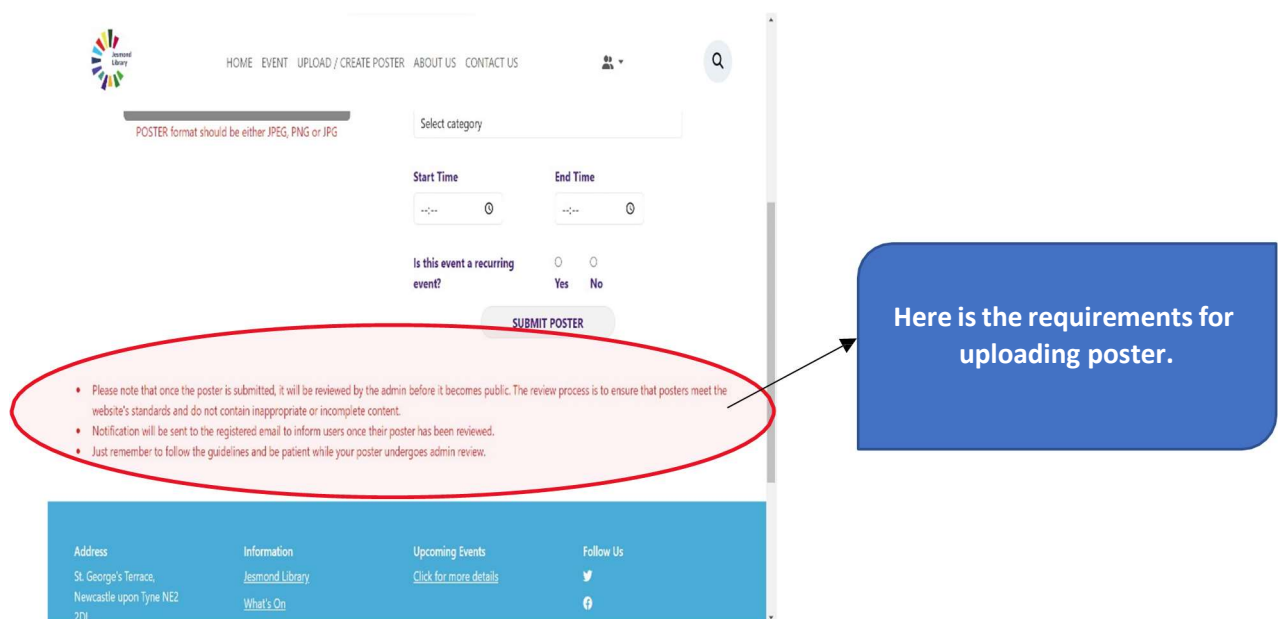 Jesmond
Library
HOME EVENT UPLOAD / CREATE POSTER ABOUT US CONTACT US
POSTER format should be either JPEG, PNG or JPG
Select category
Start Time
End Time
--:--
--:--
Is this event a recurring
event?
Yes No
SUBMIT POSTER
Here is the requirements for
uploading poster.
• Please note that once the poster is submitted, it will be reviewed by the admin before it becomes public. The review process is to ensure that posters meet the
website's standards and do not contain inappropriate or incomplete content.
• Notification will be sent to the registered email to inform users once their poster has been reviewed.
• Just remember to follow the guidelines and be patient while your poster undergoes admin review.
Address
St. George's Terrace,
Newcastle upon Tyne NE2
Information
Jesmond Library
What's On
Upcoming Events
Click for more details
Follow Us